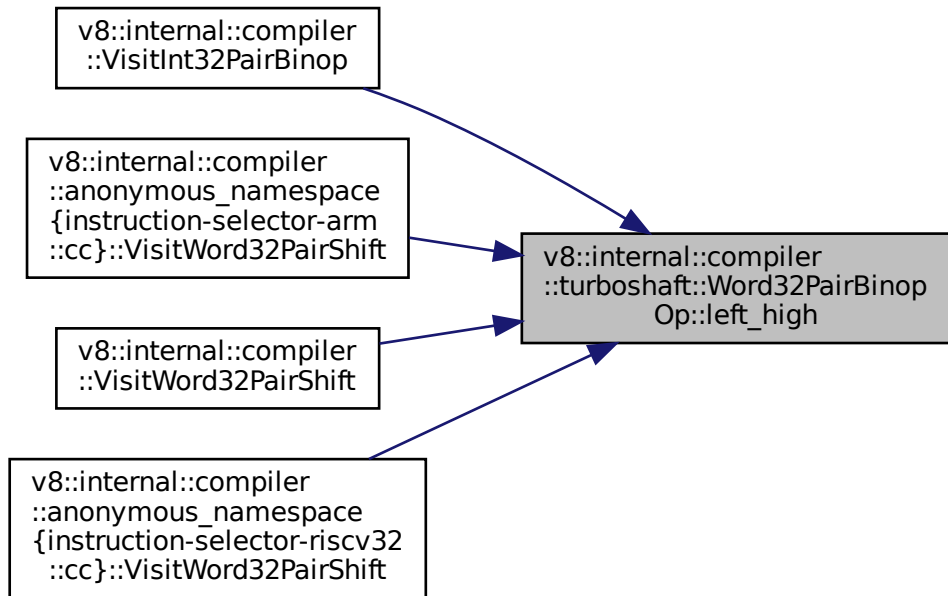 v8::internal::compiler
::VisitInt32PairBinop
v8::internal::compiler
::anonymous_namespace
{instruction-selector-arm
::cc}::VisitWord32PairShift
v8::internal::compiler
::turboshaft::Word32PairBinop
Op::left_high
v8::internal::compiler
::VisitWord32PairShift
v8::internal::compiler
::anonymous_namespace
{instruction-selector-riscv32
::cc}::VisitWord32PairShift